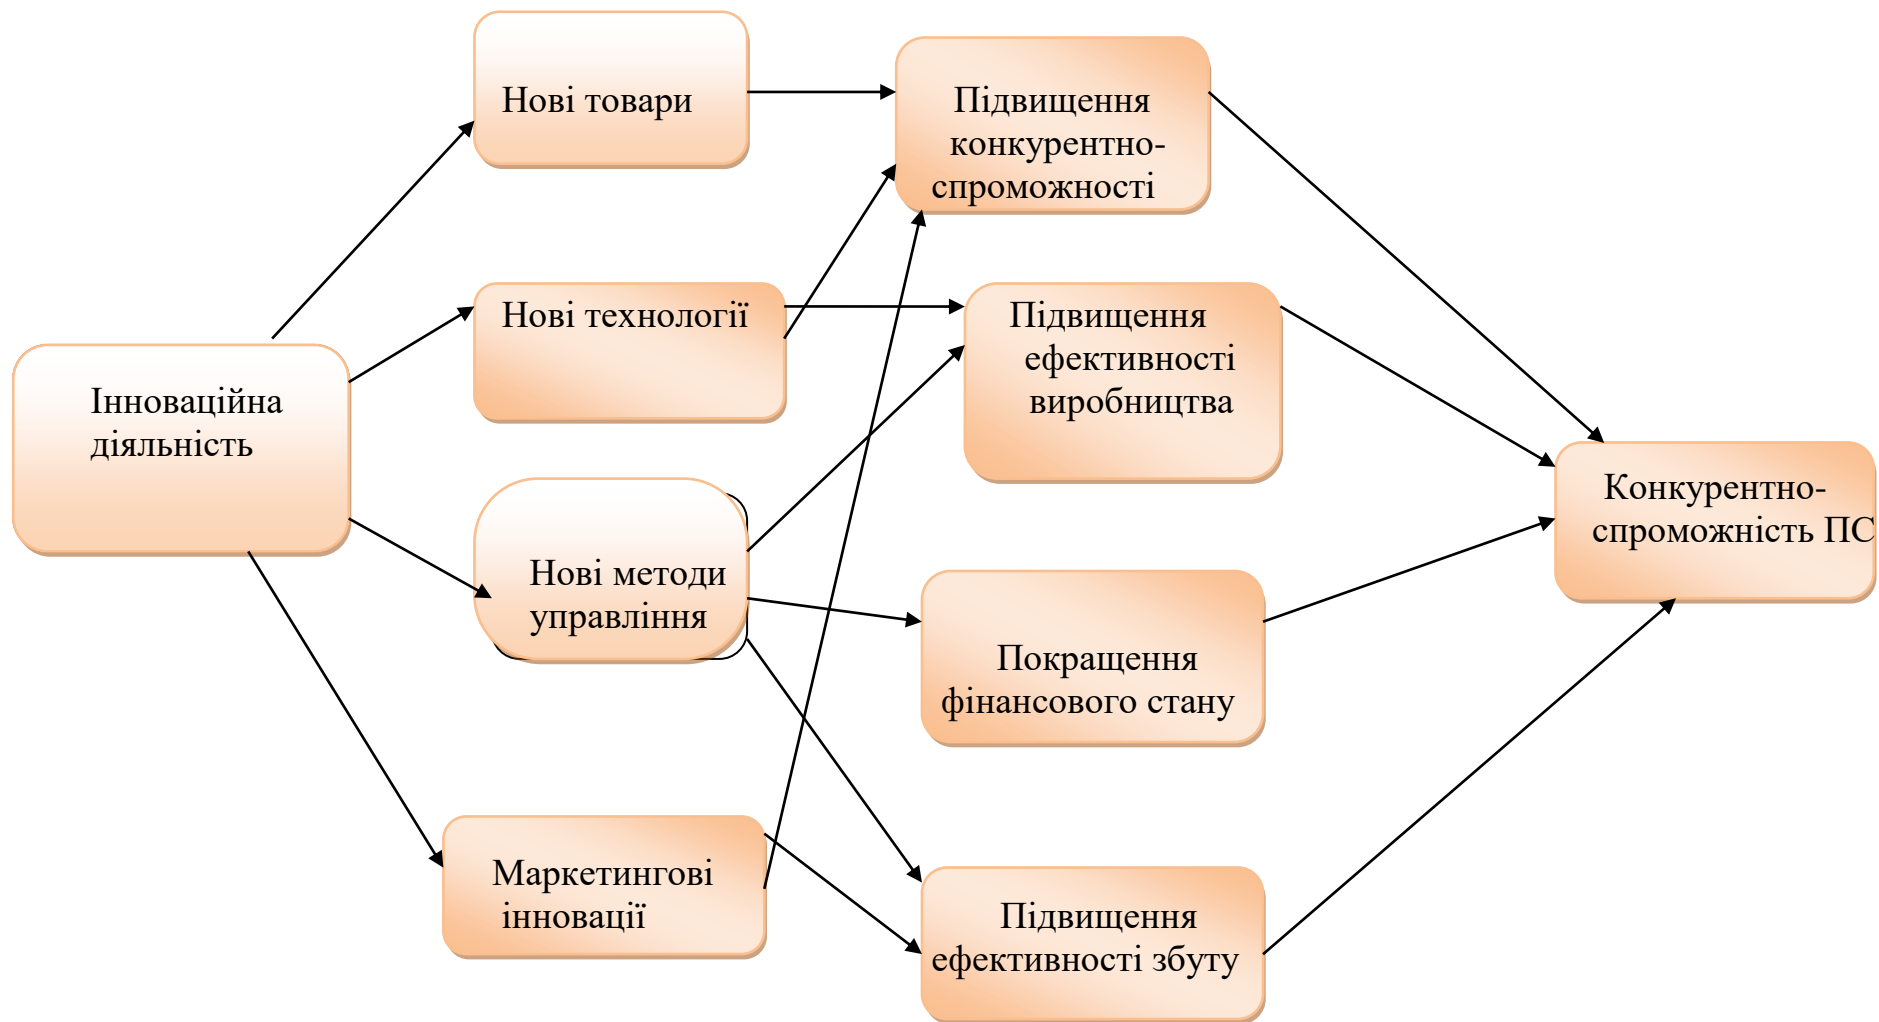 Нові товари
Підвищення
конкурентно-
спроможності
Нові технології
Підвищення
ефективності
виробництва
Інноваційна
діяльність
Конкурентно-
спроможність ПС
Нові методи
управління
Покращення
фінансового стану
Маркетингові
інновації
Підвищення
ефективності збуту